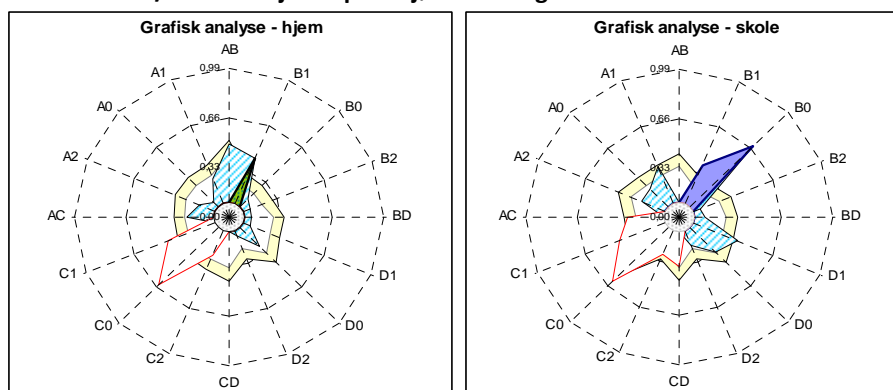 Grafisk analyse - hjem
AB
0,99
A1
B1
A0
B0
0,66
A2
B2
0,33
AC
0,00
BD
C1
D1
C0
D0
C2
D2
CD
Grafisk analyse - skole
AB
0,99
A1
B1
A0
B0
0,66
A2
B2
0,33
AC
0,00
BD
C1
D1
C0
D0
C2
D2
CD